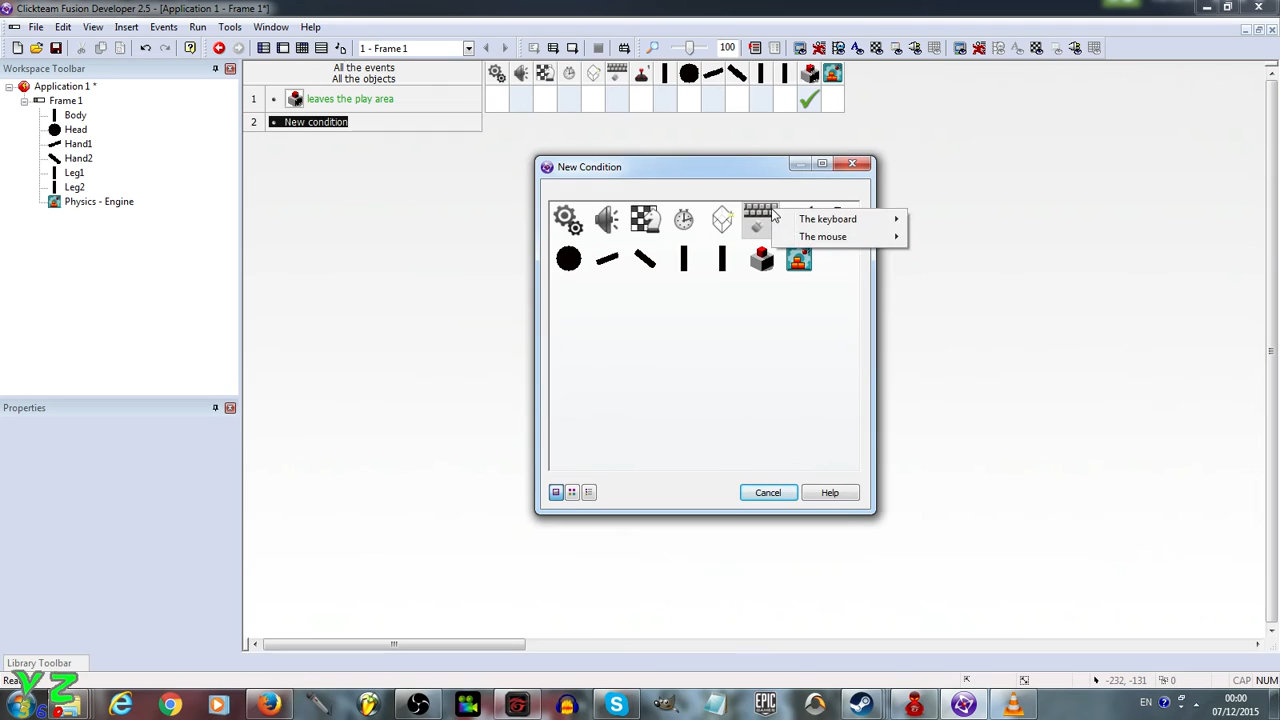 Clickteam Fusion Developer 2.5 - [Application 1 - Frame 1*]
File Edit View Insert Events Run Tools Window Help
1 - Frame 1
100
Workspace Toolbar
All the events
All the objects
Application 1 *
Frame 1
Body
Head
Hand1
Hand2
Leg1
Leg2
Physics - Engine
1 leaves the play area
2 New condition
New Condition
The keyboard
The mouse
Cancel
Help
Properties
Library Toolbar
-232, -131
0
CAP
NUM
YZ
EPIC GAMES
EN
00:00
07/12/2015